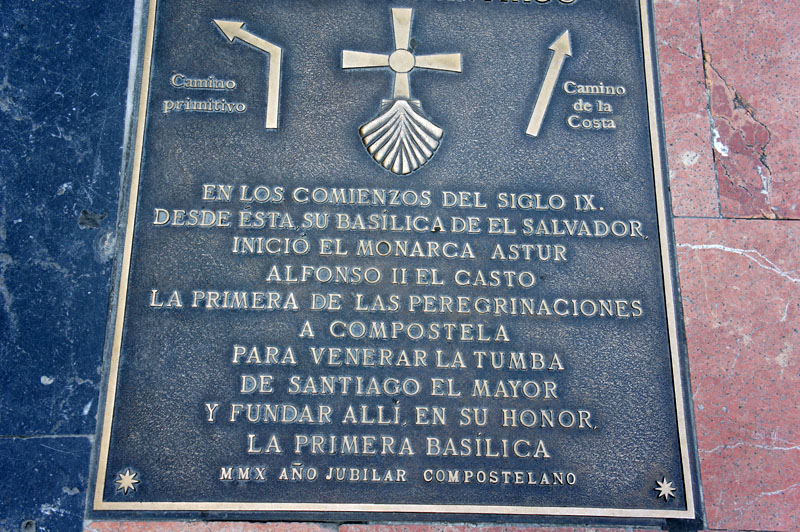 Camino
primitivo
Camino
de la
Costa
EN LOS COMIENZOS DEL SIGLO IX.
DESDE ÉSTA, SU BASÍLICA DE EL SALVADOR,
INICIÓ EL MONARCA ASTUR
ALFONSO II EL CASTO
LA PRIMERA DE LAS PEREGRINACIONES
A COMPOSTELA
PARA VENERAR LA TUMBA
DE SANTIAGO EL MAYOR
Y FUNDAR ALLÍ, EN SU HONOR,
LA PRIMERA BASÍLICA
MMX AÑO JUBILAR COMPOSTELANO